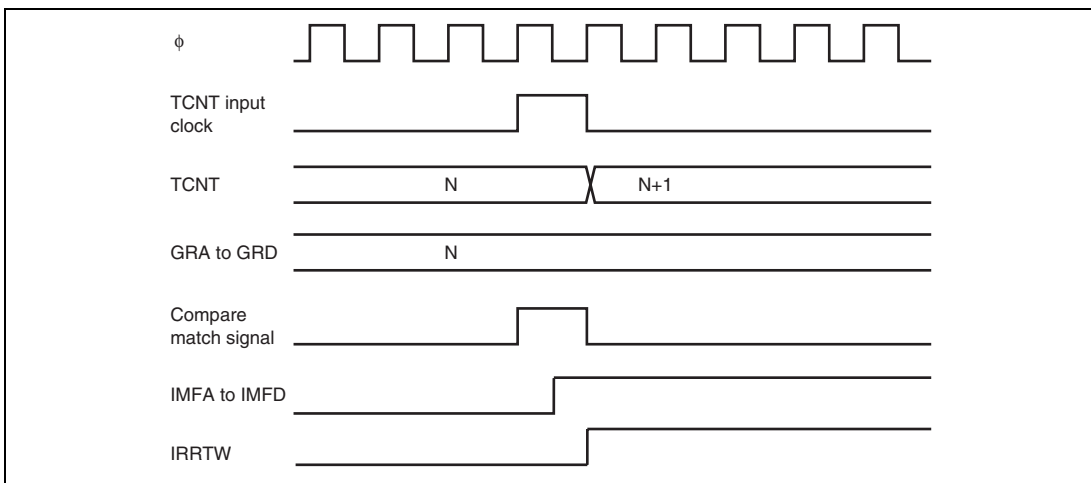 ϕ
TCNT input
clock
TCNT
N
N+1
GRA to GRD
N
Compare
match signal
IMFA to IMFD
IRRTW